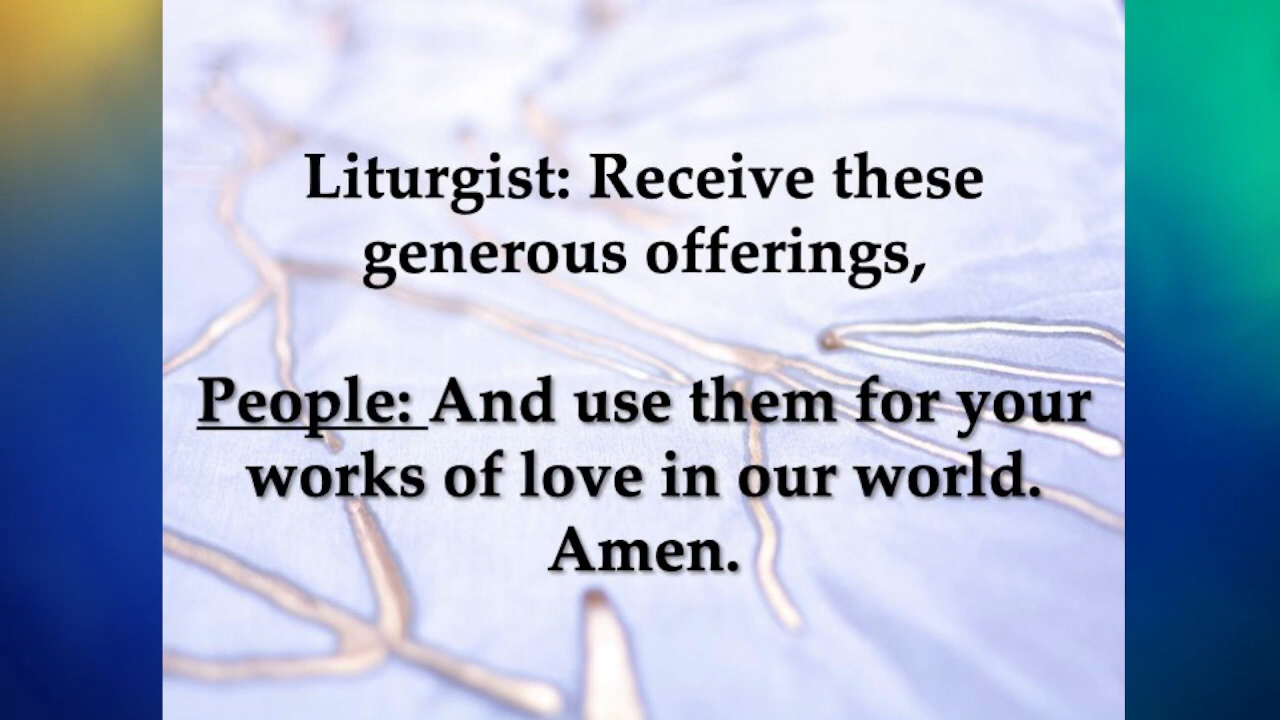 Liturgist: Receive these
generous offerings,
People: And use them for your
works of love in our world.
Amen.